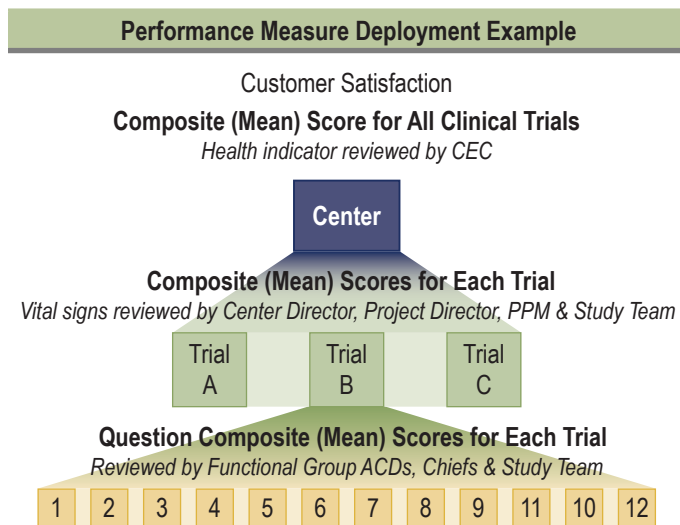 Performance Measure Deployment Example
Customer Satisfaction
Composite (Mean) Score for All Clinical Trials
Health indicator reviewed by CEC
Center
Composite (Mean) Scores for Each Trial
Vital signs reviewed by Center Director, Project Director, PPM & Study Team
Trial A
Trial B
Trial C
Question Composite (Mean) Scores for Each Trial
Reviewed by Functional Group ACDs, Chiefs & Study Team
1 2 3 4 5 6 7 8 9 11 10 12